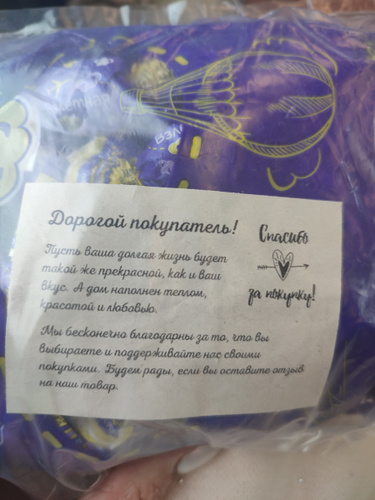 Дорогой покупатель!
Спасибо
за покупку!
Пусть ваша долгая жизнь будет
такой же прекрасной, как и ваш
вкус. А дом наполнен теплом,
красотой и любовью.
Мы бесконечно благодарны за то, что вы
выбираете и поддерживайте нас своими
покупками. Будем рады, если вы оставите отзыв
на наш товар.